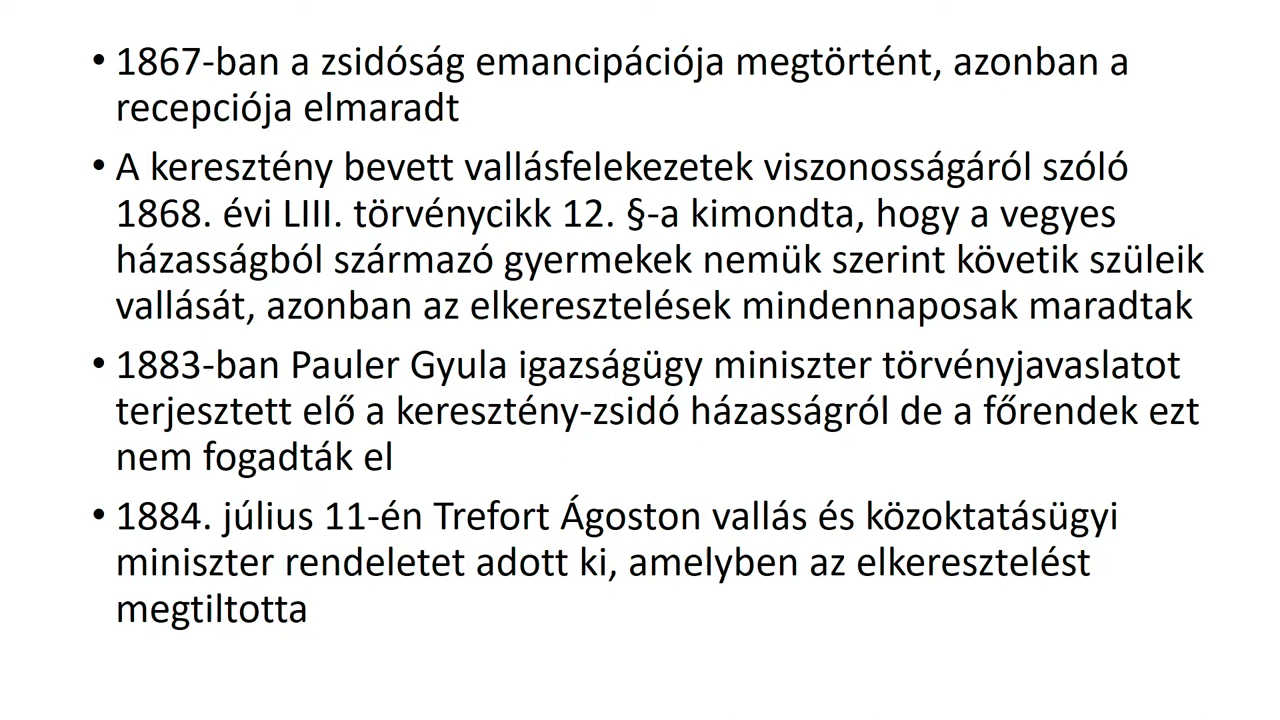 • 1867-ban a zsidóság emancipációja megtörtént, azonban a
recepciója elmaradt
• A keresztény bevett vallásfelekezetek viszonosságáról szóló
1868. évi LIII. törvénycikk 12. §-a kimondta, hogy a vegyes
házasságból származó gyermekek nemük szerint követik szüleik
vallását, azonban az elkeresztelések mindennaposak maradtak
• 1883-ban Pauler Gyula igazságügy miniszter törvényjavaslatot
terjesztett elő a keresztény-zsidó házasságról de a főrendek ezt
nem fogadták el
• 1884. július 11-én Trefort Ágoston vallás és közoktatásügyi
miniszter rendeletet adott ki, amelyben az elkeresztelést
megtiltotta